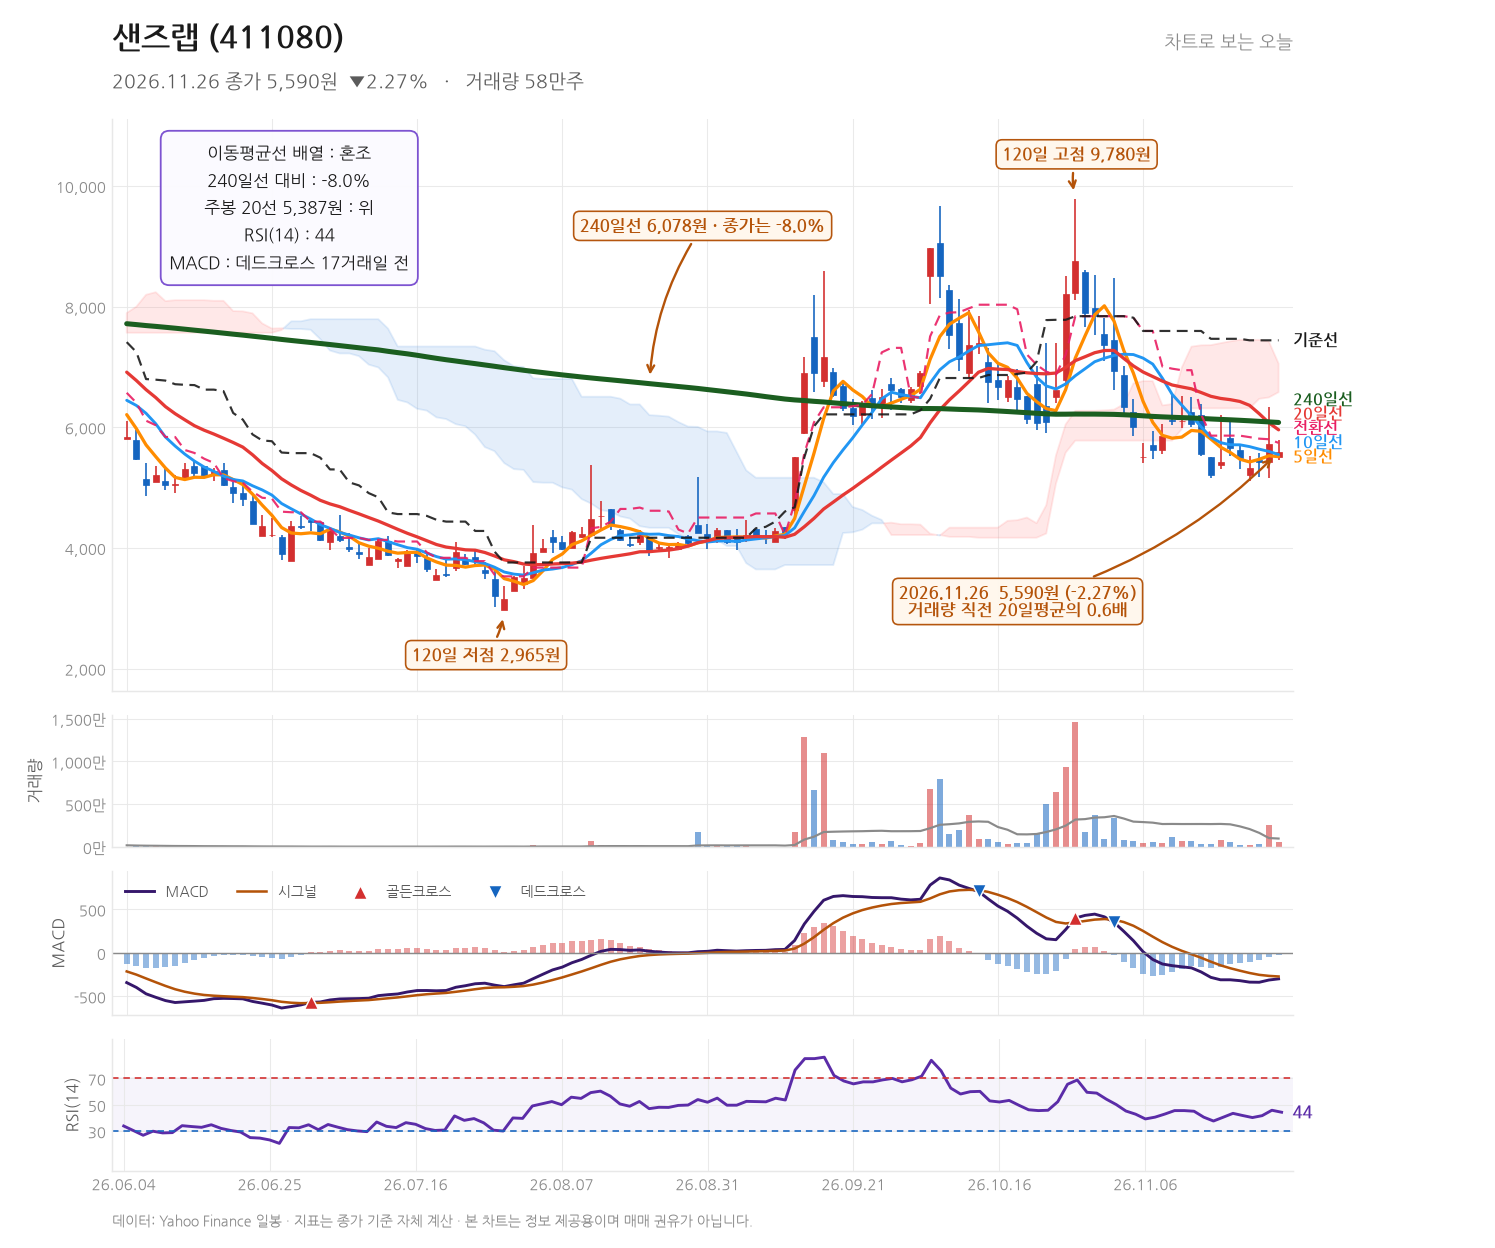 샌즈랩 (411080)
차트로 보는 오늘
2026.11.26 종가 5,590원 ▼2.27% · 거래량 58만주
이동평균선 배열 : 혼조
240일선 대비 : -8.0%
주봉 20선 5,387원 : 위
RSI(14) : 44
MACD : 데드크로스 17거래일 전
120일 고점 9,780원
240일선 6,078원 · 종가는 -8.0%
10,000
8,000
6,000
4,000
2,000
기준선
240일선
20일선
전환선
10일선
5일선
2026.11.26 5,590원 (-2.27%)
거래량 직전 20일평균의 0.6배
120일 저점 2,965원
거래량
1,500만
1,000만
500만
0만
MACD
MACD 시그널 골든크로스 데드크로스
500
0
-500
RSI(14)
70
50
30
44
26.06.04 26.06.25 26.07.16 26.08.07 26.08.31 26.09.21 26.10.16 26.11.06
데이터: Yahoo Finance 일봉 · 지표는 종가 기준 자체 계산 · 본 차트는 정보 제공용이며 매매 권유가 아닙니다.